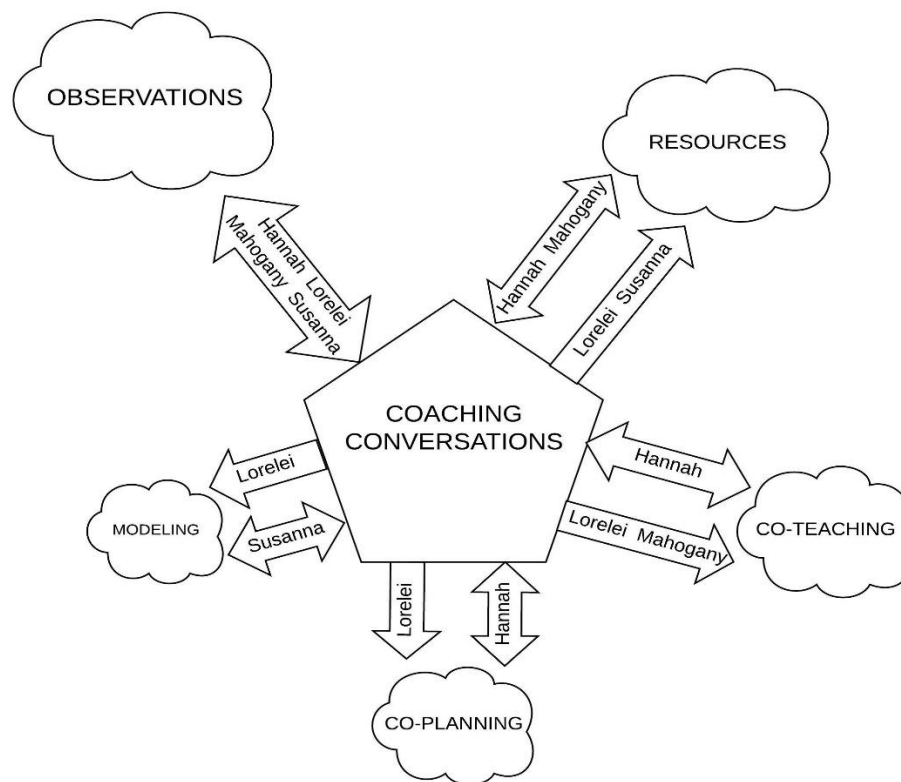 OBSERVATIONS
RESOURCES
Hannah Lorelei
Mahogany Susanna
Hannah Mahogany
Lorelei Susanna
COACHING
CONVERSATIONS
Lorelei
Susanna
MODELING
Hannah
Lorelei Mahogany
CO-TEACHING
Lorelei
Hannah
CO-PLANNING